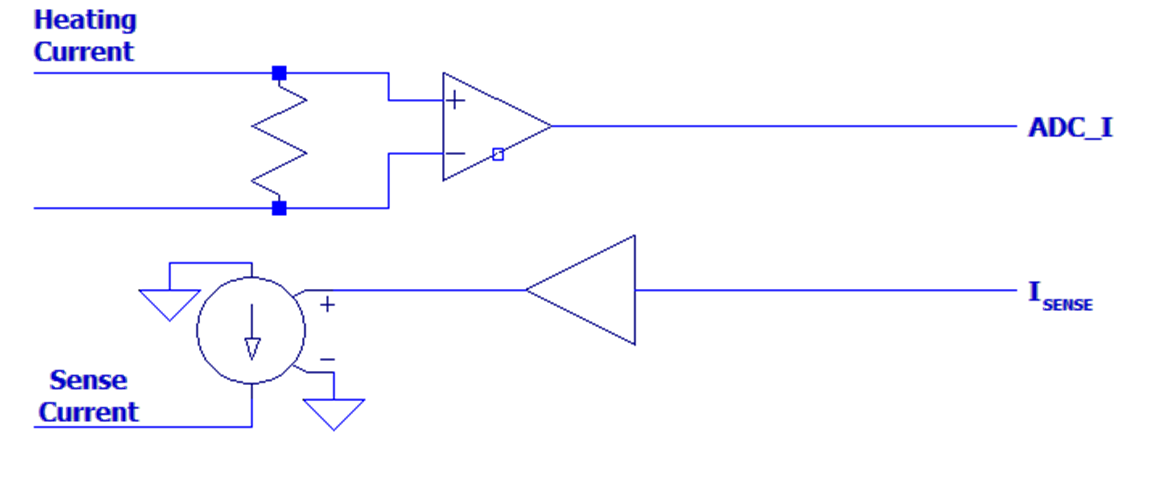 Heating
Current
+
−
ADC_I
I SENSE
+
−
Sense
Current